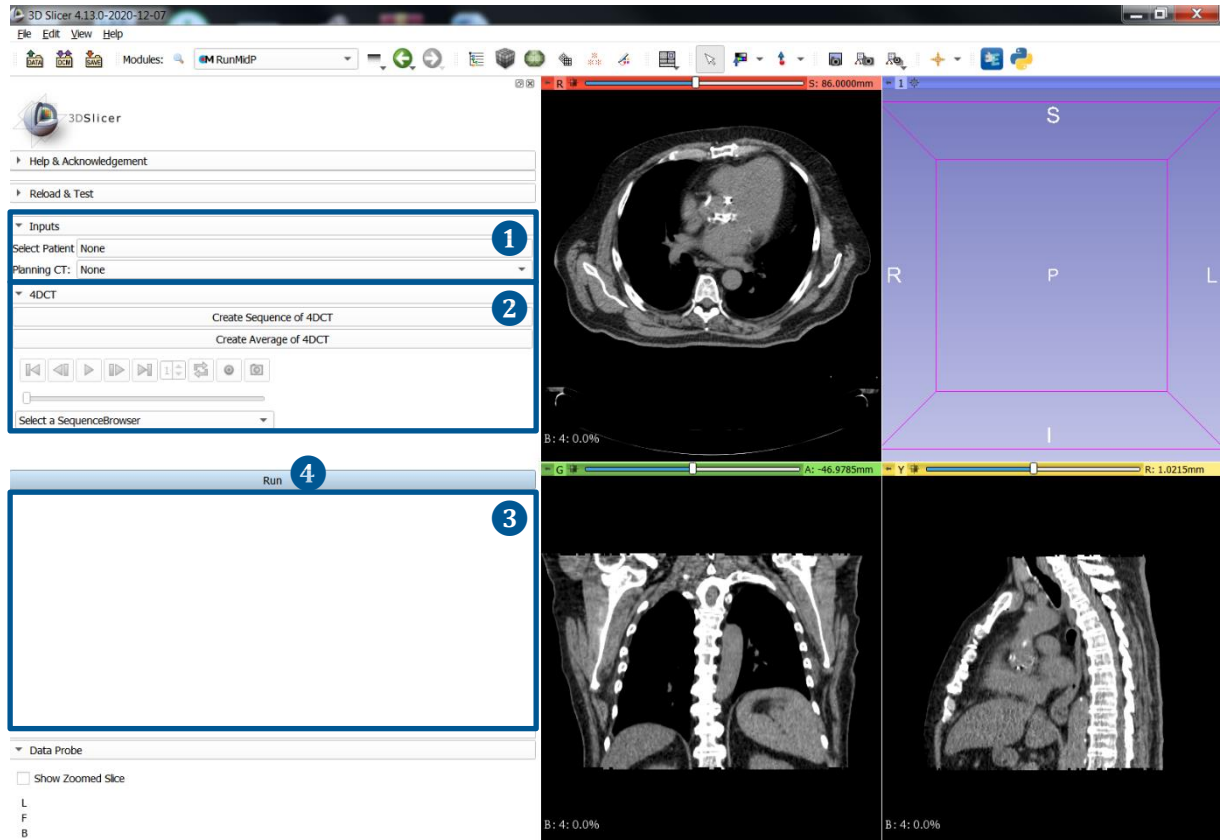 3D Slicer 4.13.0-2020-12-07
File Edit View Help
DATA DCM SAVE Modules: RunMidP
3DSlicer
Help & Acknowledgement
Reload & Test
Inputs
1
Select Patient None
Planning CT: None
4DCT
2
Create Sequence of 4DCT
Create Average of 4DCT
1
Select a SequenceBrowser
Run 4
3
Data Probe
Show Zoomed Slice
L
F
B
R S: 86.0000mm
B: 4: 0.0%
1
S
R P L
I
G A: -46.9785mm
B: 4: 0.0%
Y R: 1.0215mm
B: 4: 0.0%